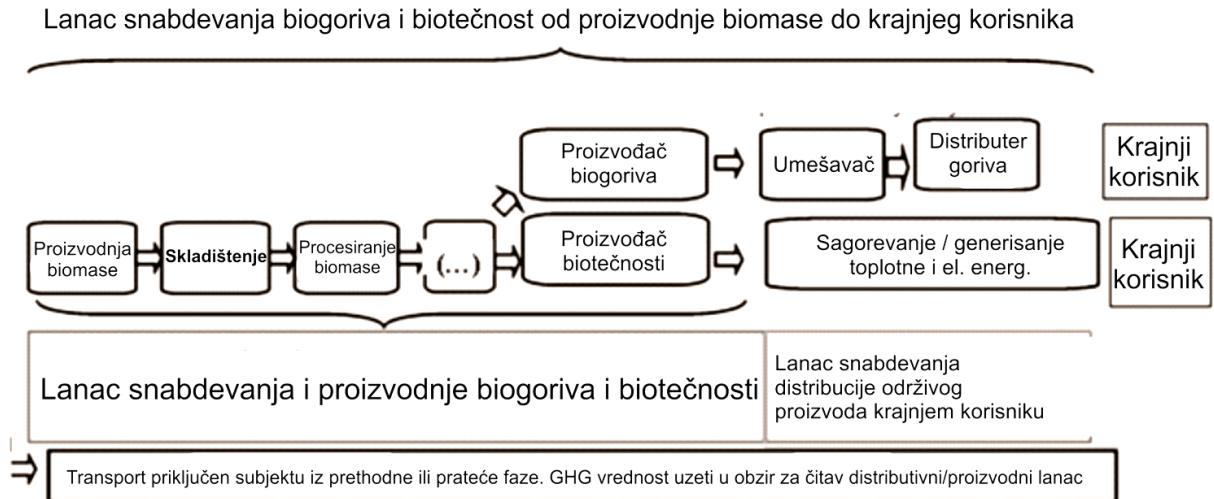 Lanac snabdevanja biogoriva i biotečnost od proizvodnje biomase do krajnjeg korisnika
Proizvođač
biogoriva
Umešavač
Distributer
goriva
Krajnji
korisnik
Proizvodnja
biomase
Skladištenje
Procesiranje
biomase
(...)
Proizvođač
biotečnosti
Sagorevanje / generisanje
toplotne i el. energ.
Krajnji
korisnik
Lanac snabdevanja i proizvodnje biogoriva i biotečnosti
Lanac snabdevanja
distribucije održivog
proizvoda krajnjem korisniku
Transport priključen subjektu iz prethodne ili prateće faze. GHG vrednost uzeti u obzir za čitav distributivni/proizvodni lanac